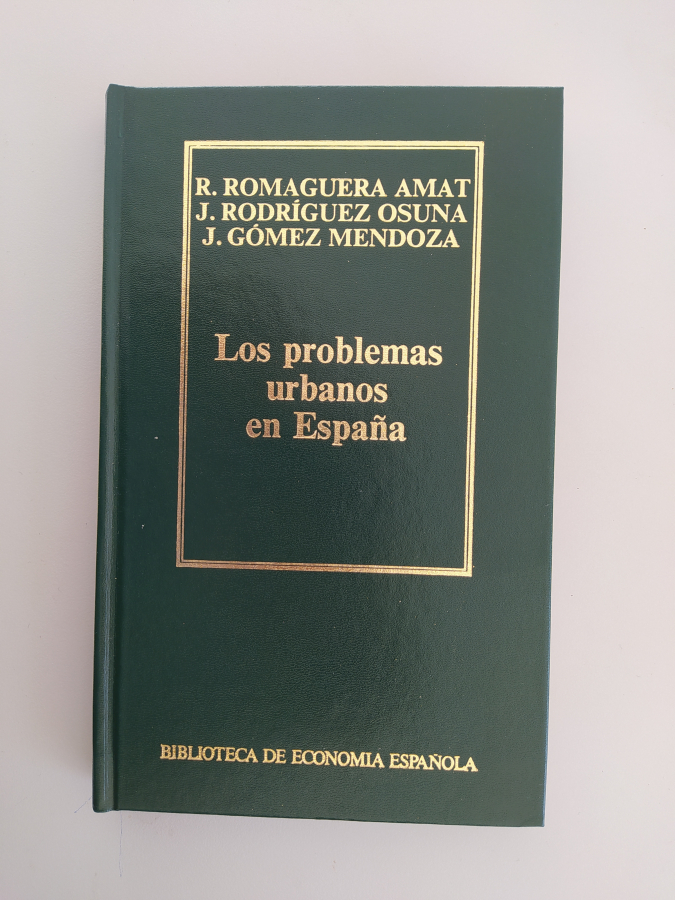 R. ROMAGUERA AMAT
J. RODRÍGUEZ OSUNA
J. GÓMEZ MENDOZA
Los problemas
urbanos
en España
BIBLIOTECA DE ECONOMIA ESPAÑOLA